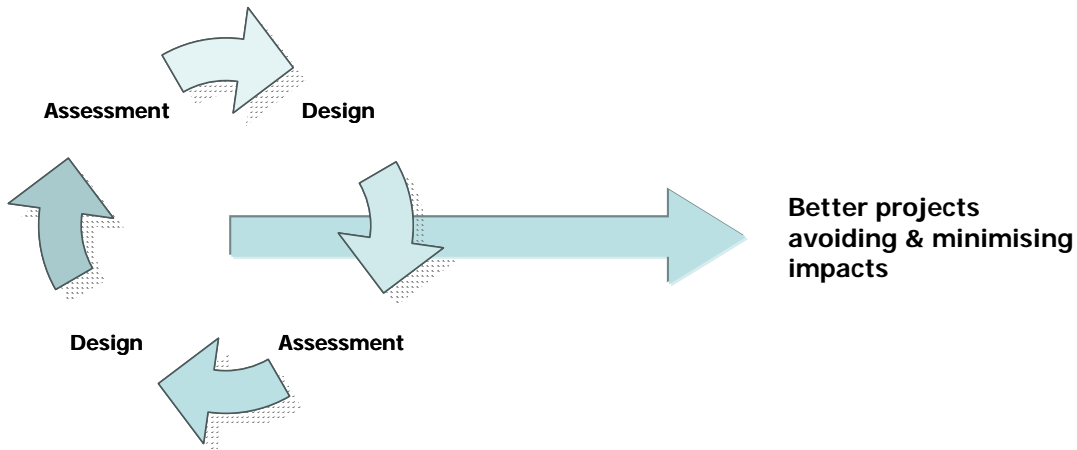 Assessment
Design
Better projects
avoiding & minimising
impacts
Design
Assessment